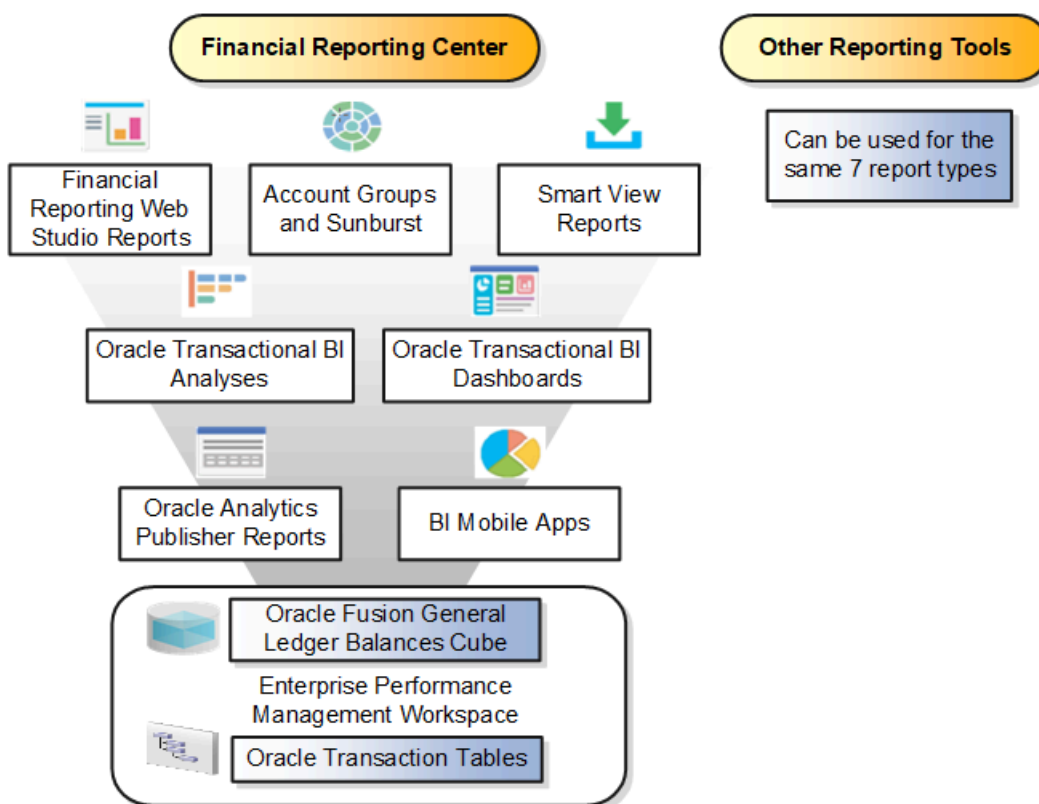 Financial Reporting Center
Other Reporting Tools
Can be used for the
same 7 report types
Financial
Reporting Web
Studio Reports
Account Groups
and Sunburst
Smart View
Reports
Oracle Transactional BI
Analyses
Oracle Transactional BI
Dashboards
Oracle Analytics
Publisher Reports
BI Mobile Apps
Oracle Fusion General
Ledger Balances Cube
Enterprise Performance
Management Workspace
Oracle Transaction Tables